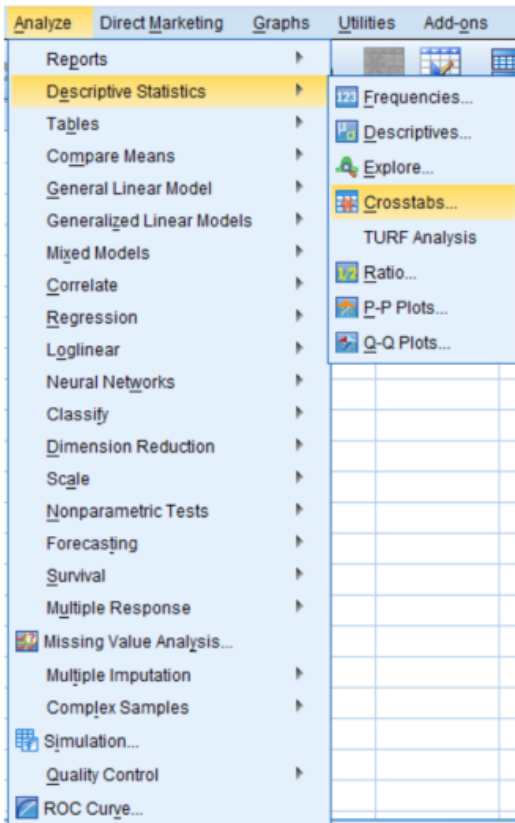 Analyze Direct Marketing Graphs Utilities Add-ons
Reports
Descriptive Statistics
Tables
Compare Means
General Linear Model
Generalized Linear Models
Mixed Models
Correlate
Regression
Loglinear
Neural Networks
Classify
Dimension Reduction
Scale
Nonparametric Tests
Forecasting
Survival
Multiple Response
Missing Value Analysis...
Multiple Imputation
Complex Samples
Simulation...
Quality Control
ROC Curve...
123 Frequencies...
Descriptives...
Explore...
Crosstabs...
TURF Analysis
1/2 Ratio...
P-P Plots...
Q-Q Plots...